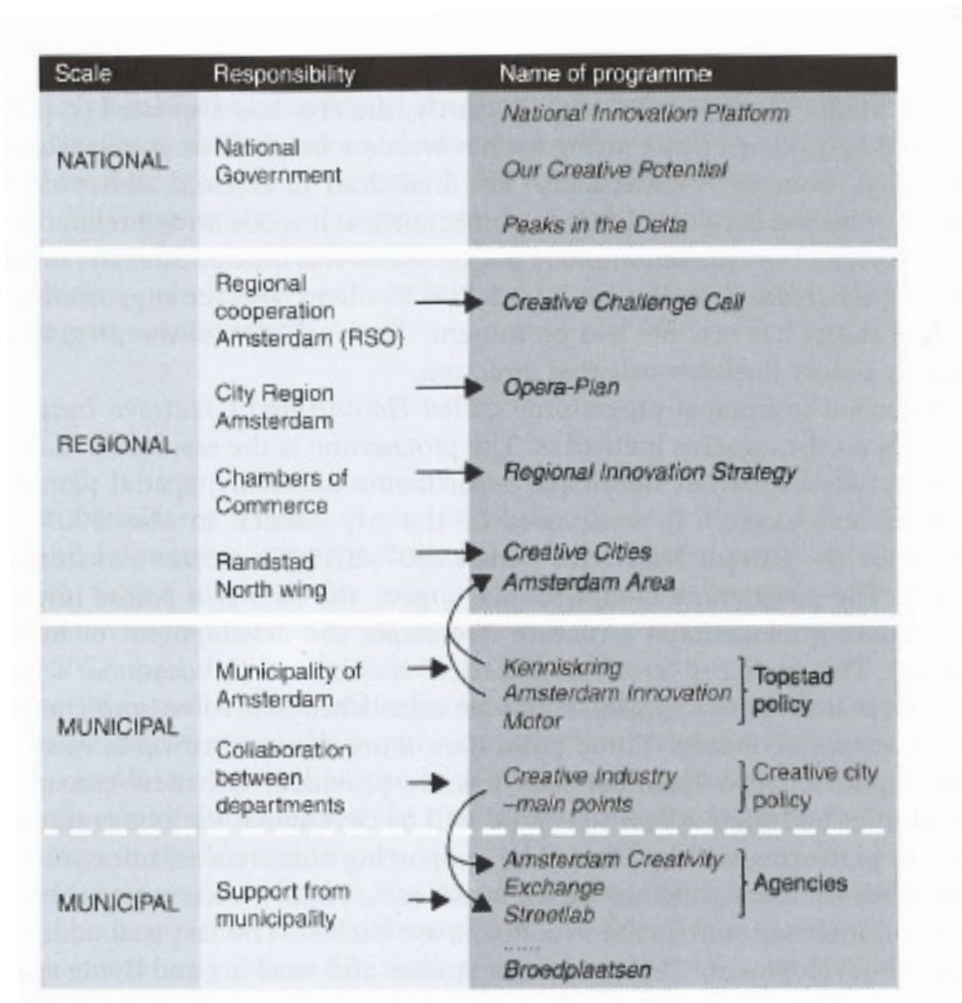 Scale Responsibility Name of programme
National Innovation Platform
NATIONAL National
Government Our Creative Potential
Peaks in the Delta
Regional
cooperation Creative Challenge Call
Amsterdam (RSO)
City Region Opera-Plan
Amsterdam
REGIONAL
Chambers of Regional Innovation Strategy
Commerce
Randstad Creative Cities
North wing Amsterdam Area
Municipality of Kenniskring Topstad
Amsterdam Amsterdam Innovation policy
Motor
MUNICIPAL
Collaboration
between Creative Industry Creative city
departments –main points policy
Amsterdam Creativity
MUNICIPAL Support from Exchange Agencies
municipality Streetlab
......
Broedplaatsen